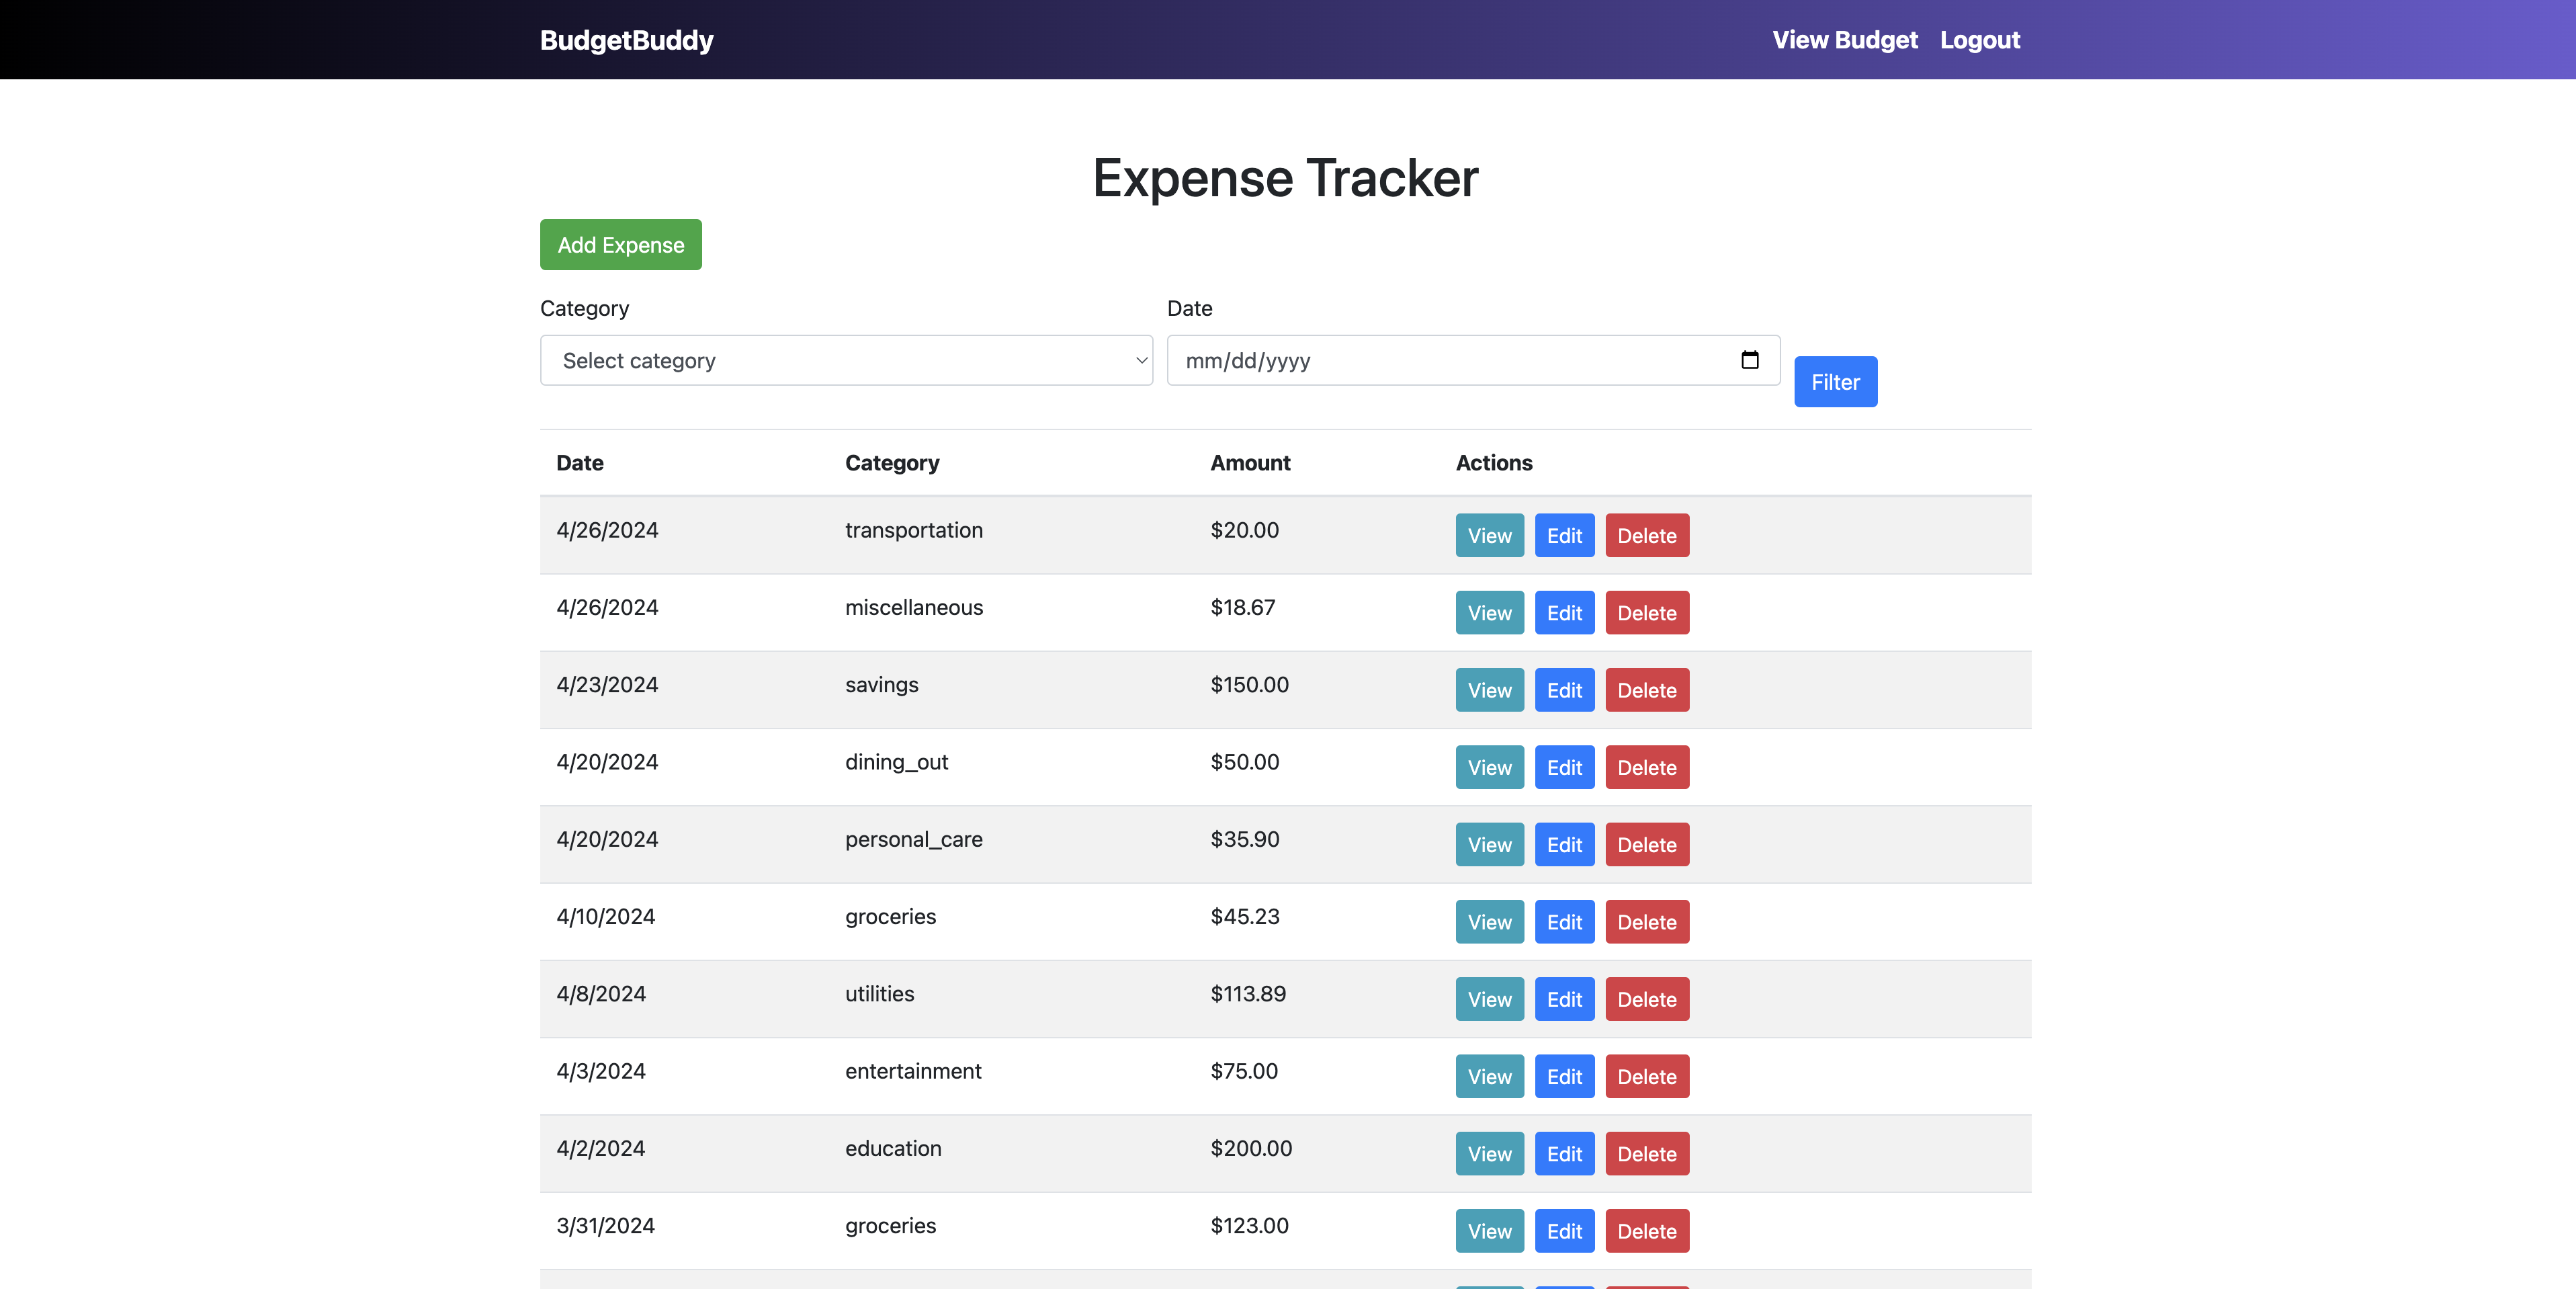 BudgetBuddy View Budget Logout
Expense Tracker
Add Expense
Category Date
Select category mm/dd/yyyy
Filter
Date Category Amount Actions
4/26/2024 transportation $20.00 View Edit Delete
4/26/2024 miscellaneous $18.67 View Edit Delete
4/23/2024 savings $150.00 View Edit Delete
4/20/2024 dining_out $50.00 View Edit Delete
4/20/2024 personal_care $35.90 View Edit Delete
4/10/2024 groceries $45.23 View Edit Delete
4/8/2024 utilities $113.89 View Edit Delete
4/3/2024 entertainment $75.00 View Edit Delete
4/2/2024 education $200.00 View Edit Delete
3/31/2024 groceries $123.00 View Edit Delete